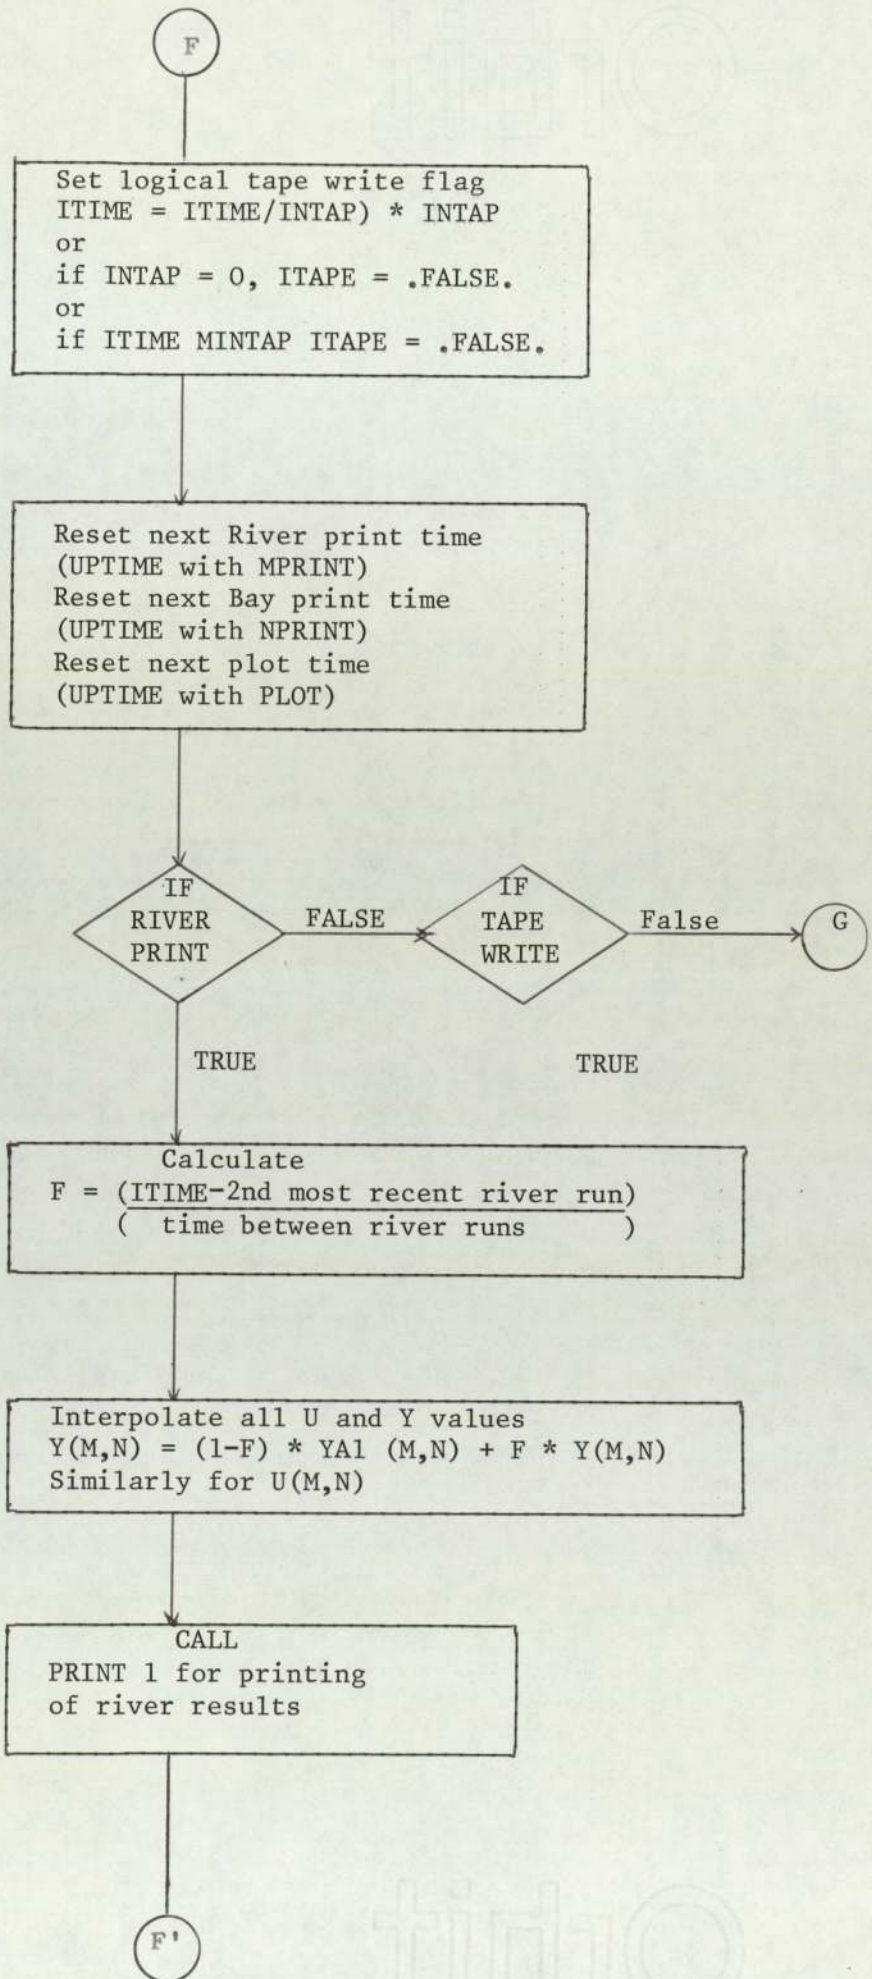 F
Set logical tape write flag
ITIME = ITIME/INTAP) * INTAP
or
if INTAP = 0, ITAPE = .FALSE.
or
if ITIME MINTAP ITAPE = .FALSE.
Reset next River print time
(UPTIME with MPRINT)
Reset next Bay print time
(UPTIME with NPRINT)
Reset next plot time
(UPTIME with PLOT)
IF
RIVER
PRINT
FALSE
IF
TAPE
WRITE
False
G
TRUE
TRUE
Calculate
F = (ITIME-2nd most recent river run)
( time between river runs )
Interpolate all U and Y values
Y(M,N) = (1-F) * YA1 (M,N) + F * Y(M,N)
Similarly for U(M,N)
CALL
PRINT 1 for printing
of river results
F'